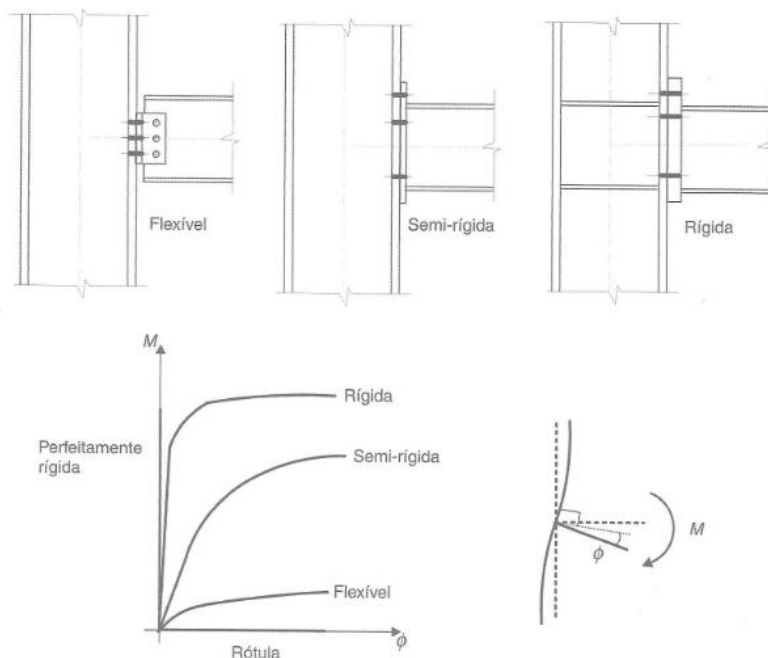 Flexível
Semi-rígida
Rígida
M
Rígida
Perfeitamente
rígida
Semi-rígida
Flexível
Rótula
ϕ
M
ϕ